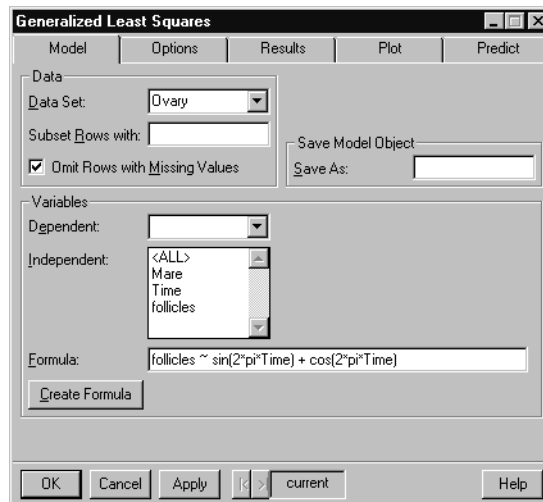 Generalized Least Squares
Model Options Results Plot Predict
Data
Data Set: Ovary
Subset Rows with:
Omit Rows with Missing Values
Save Model Object
Save As:
Variables
Dependent:
Independent: <ALL>
Mare
Time
follicles
Formula: follicles ~ sin(2*pi*Time) + cos(2*pi*Time)
Create Formula
OK Cancel Apply |< >| current Help